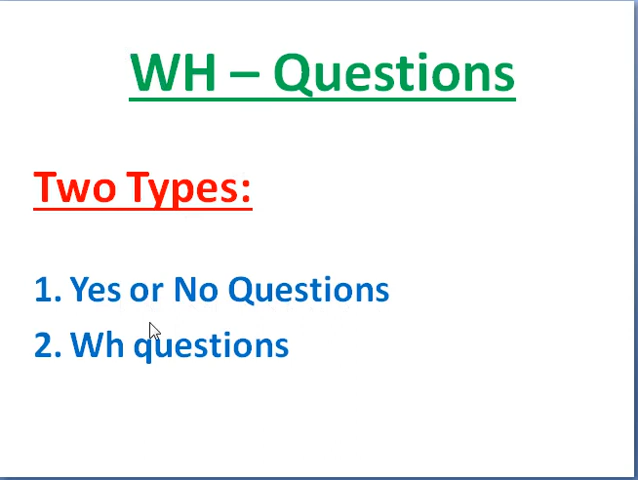 WH – Questions
Two Types:
1. Yes or No Questions
2. Wh questions